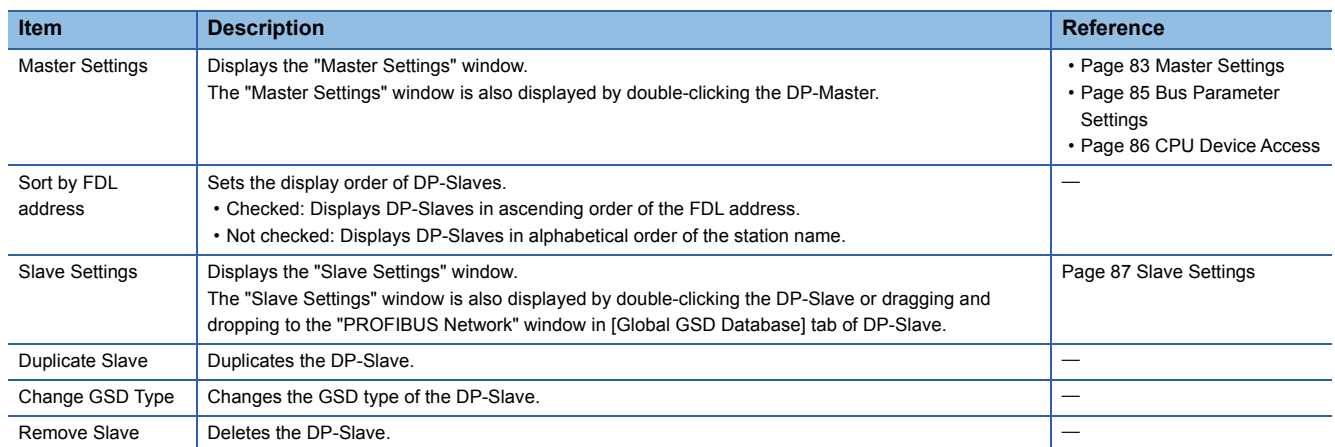 Item Description Reference
Master Settings Displays the "Master Settings" window. • Page 83 Master Settings
The "Master Settings" window is also displayed by double-clicking the DP-Master. • Page 85 Bus Parameter
Settings
• Page 86 CPU Device Access
Sort by FDL Sets the display order of DP-Slaves. —
address • Checked: Displays DP-Slaves in ascending order of the FDL address.
• Not checked: Displays DP-Slaves in alphabetical order of the station name.
Slave Settings Displays the "Slave Settings" window. Page 87 Slave Settings
The "Slave Settings" window is also displayed by double-clicking the DP-Slave or dragging and
dropping to the "PROFIBUS Network" window in [Global GSD Database] tab of DP-Slave.
Duplicate Slave Duplicates the DP-Slave. —
Change GSD Type Changes the GSD type of the DP-Slave. —
Remove Slave Deletes the DP-Slave. —